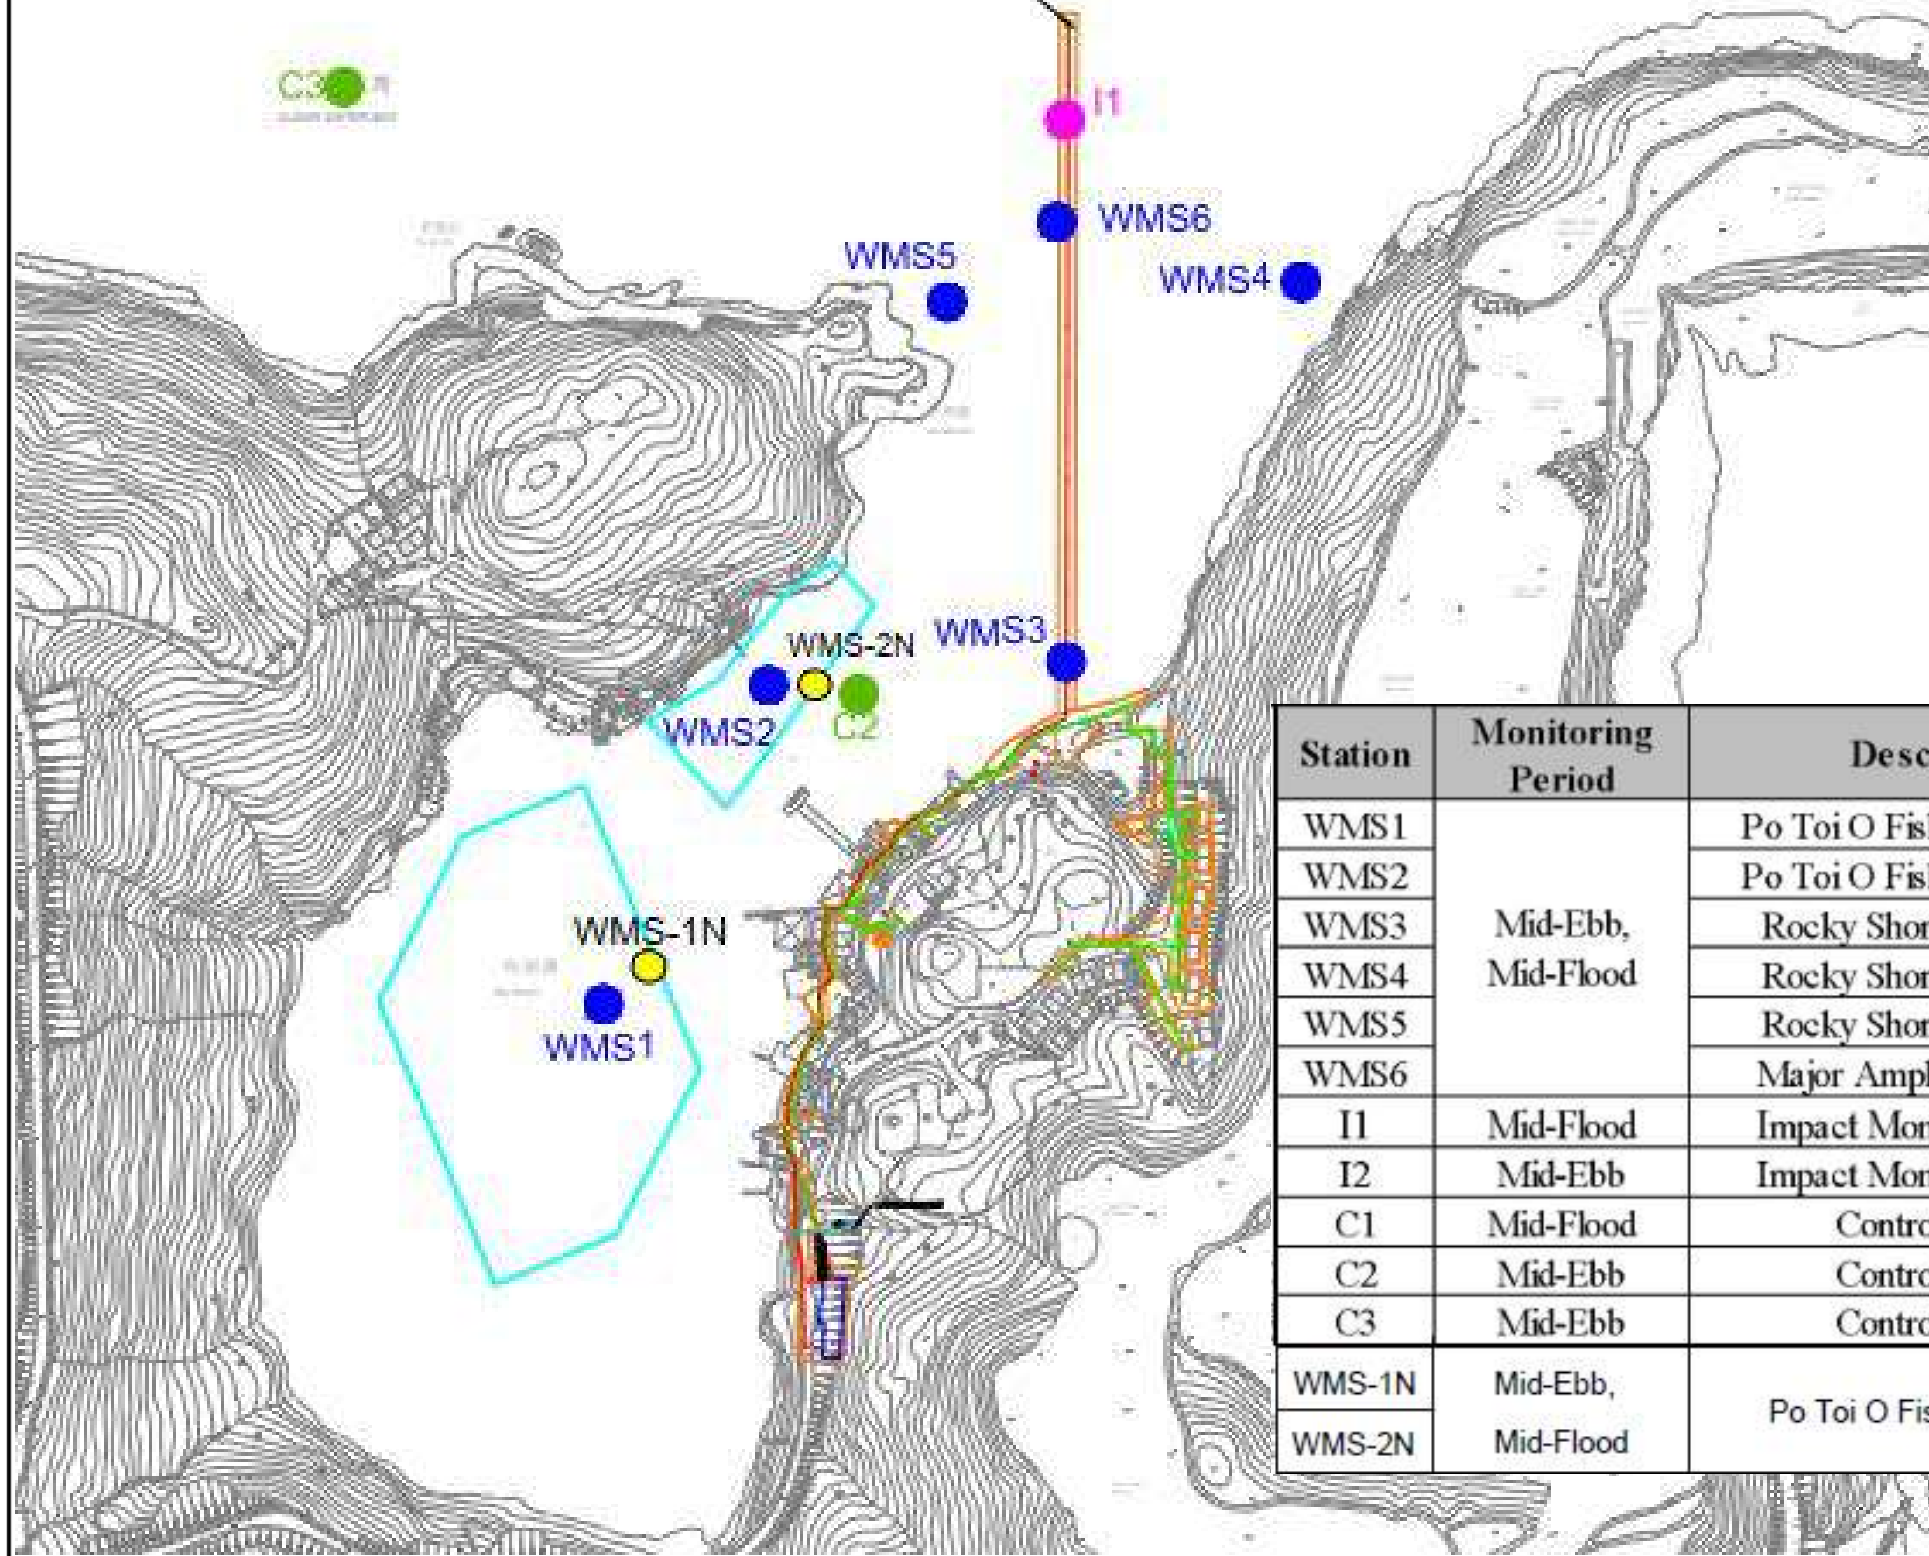 C3
I1
WMS6
WMS5
WMS4
WMS3
WMS-2N
WMS2
C2
WMS-1N
WMS1
Station Monitoring Period Desc
WMS1 Mid-Ebb, Mid-Flood Po Toi O Fis
WMS2 Po Toi O Fis
WMS3 Rocky Shor
WMS4 Rocky Shor
WMS5 Rocky Shor
WMS6 Major Amp
I1 Mid-Flood Impact Mon
I2 Mid-Ebb Impact Mon
C1 Mid-Flood Contro
C2 Mid-Ebb Contro
C3 Mid-Ebb Contro
WMS-1N Mid-Ebb, Po Toi O Fis
WMS-2N Mid-Flood